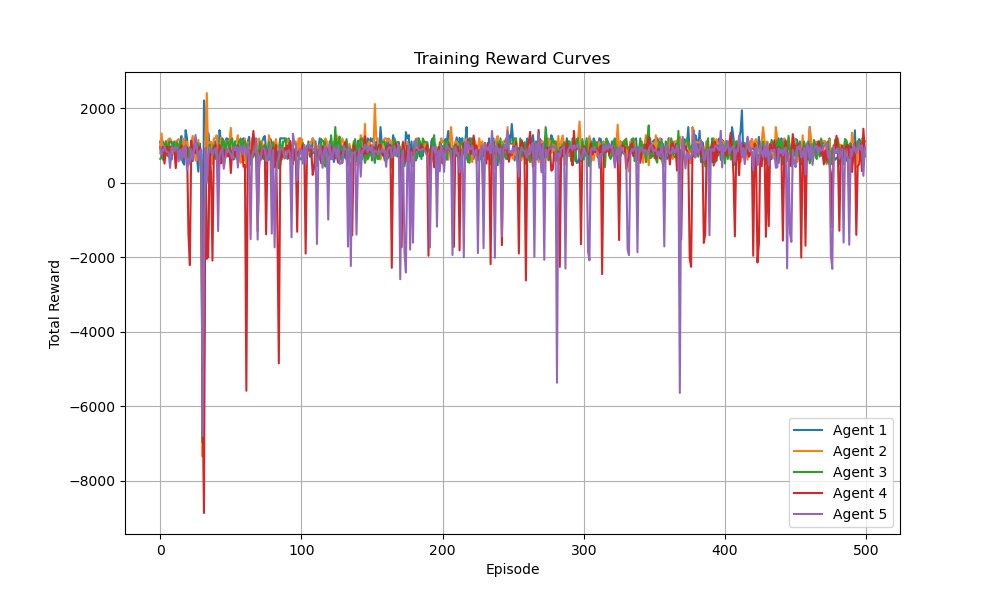 Training Reward Curves
Total Reward
2000
0
−2000
−4000
−6000
−8000
0
100
200
300
400
500
Episode
Agent 1
Agent 2
Agent 3
Agent 4
Agent 5